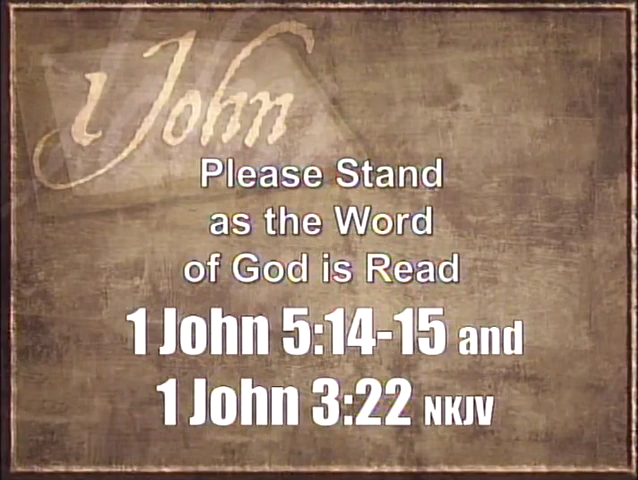 1 John
Please Stand
as the Word
of God is Read
1 John 5:14-15 and
1 John 3:22 NKJV